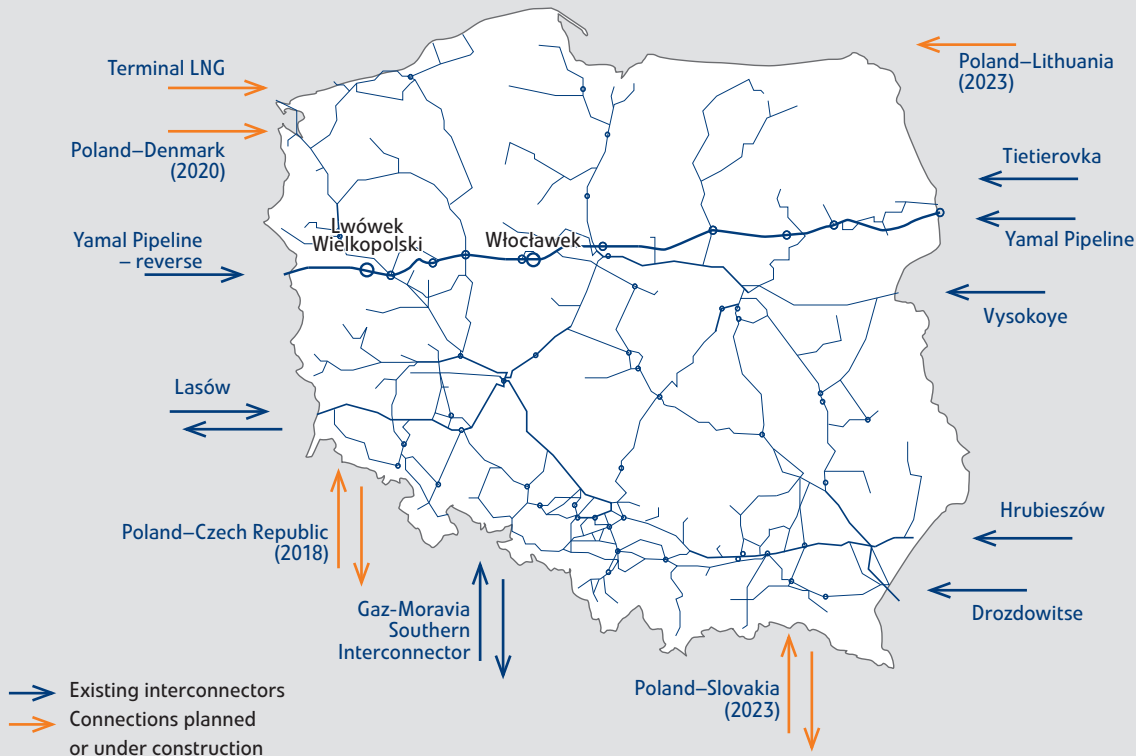 Terminal LNG
Poland–Denmark
(2020)
Yamal Pipeline
– reverse
Lasów
Poland–Czech Republic
(2018)
Gaz-Moravia
Southern
Interconnector
Poland–Slovakia
(2023)
Lwówek
Wielkopolski
Włocławek
Poland–Lithuania
(2023)
Tietierovka
Yamal Pipeline
Vysokoye
Hrubieszów
Drozdowitse
Existing interconnectors
Connections planned
or under construction